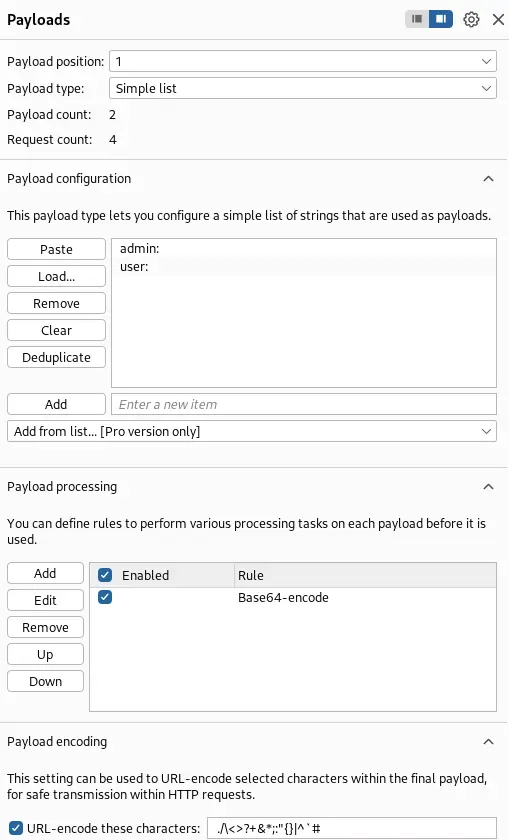 Payloads
Payload position: 1
Payload type: Simple list
Payload count: 2
Request count: 4
Payload configuration
This payload type lets you configure a simple list of strings that are used as payloads.
Paste
Load...
Remove
Clear
Deduplicate
admin:
user:
Add
Enter a new item
Add from list... [Pro version only]
Payload processing
You can define rules to perform various processing tasks on each payload before it is
used.
Add
Edit
Remove
Up
Down
Enabled Rule
Base64-encode
Payload encoding
This setting can be used to URL-encode selected characters within the final payload,
for safe transmission within HTTP requests.
URL-encode these characters: ./\<>?+&*;:"{}|^`#